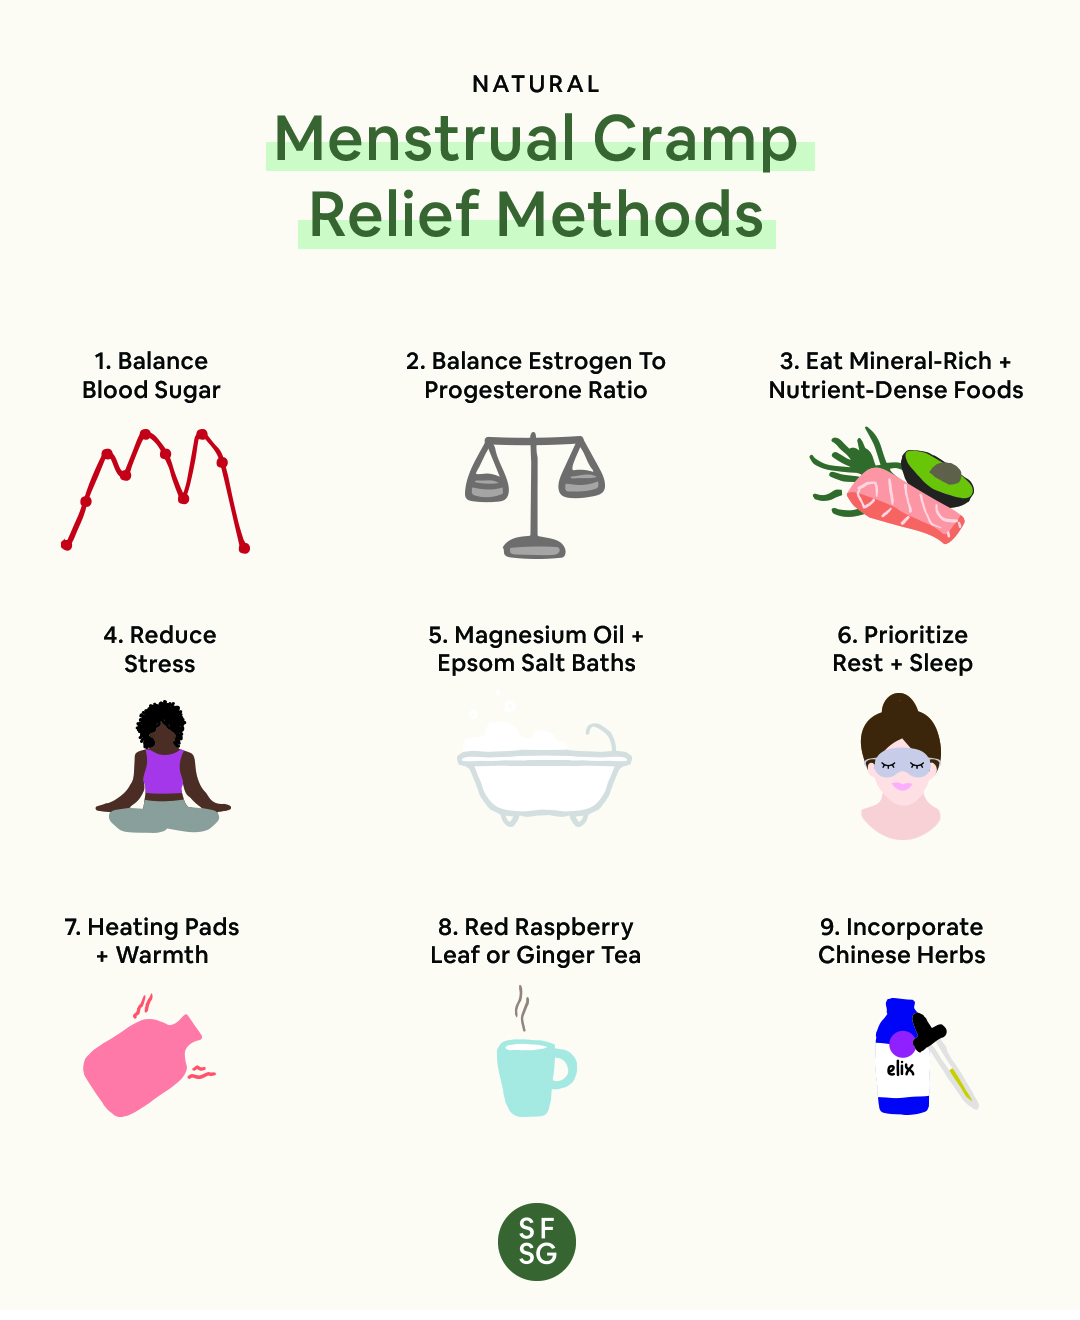 NATURAL
Menstrual Cramp
Relief Methods
1. Balance
Blood Sugar
2. Balance Estrogen To
Progesterone Ratio
3. Eat Mineral-Rich +
Nutrient-Dense Foods
4. Reduce
Stress
5. Magnesium Oil +
Epsom Salt Baths
6. Prioritize
Rest + Sleep
7. Heating Pads
+ Warmth
8. Red Raspberry
Leaf or Ginger Tea
9. Incorporate
Chinese Herbs
elix
SF
SG